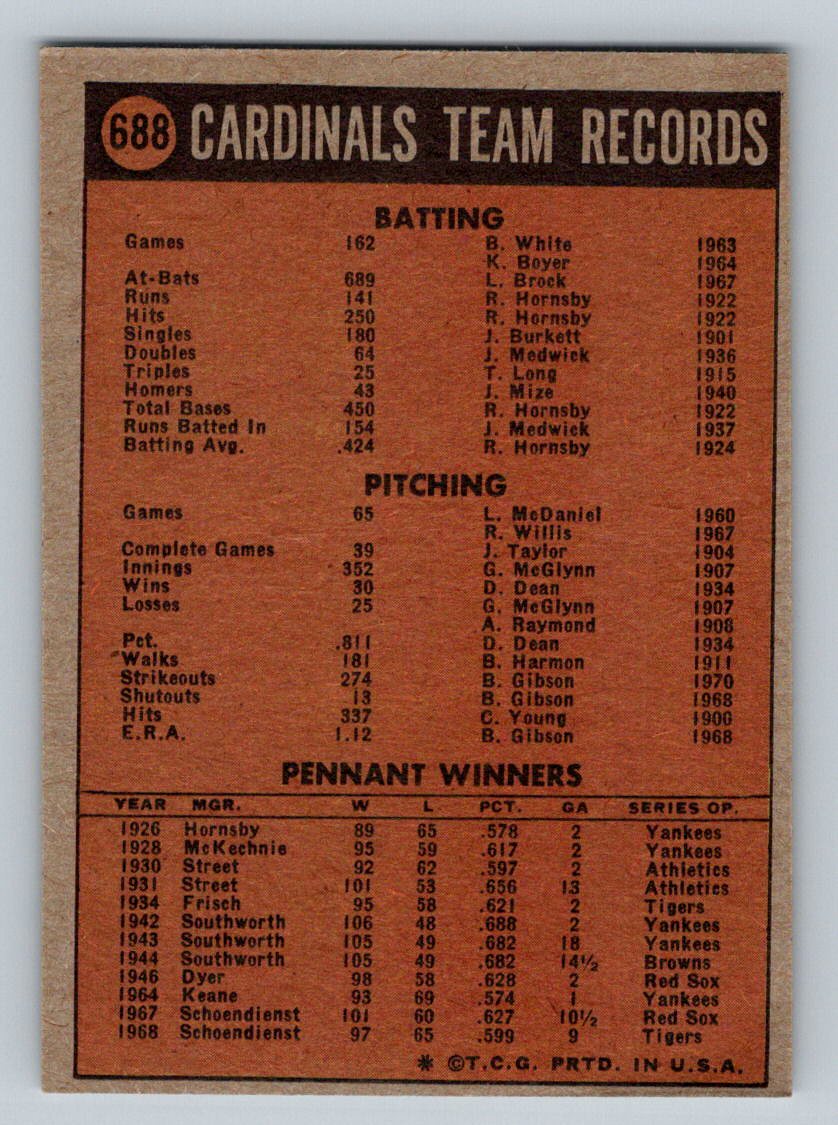 688 CARDINALS TEAM RECORDS
BATTING
Games 162 B. White 1963
K. Boyer 1964
At-Bats 689 L. Brock 1967
Runs 141 R. Hornsby 1922
Hits 250 R. Hornsby 1922
Singles 180 J. Burkett 1901
Doubles 64 J. Medwick 1936
Triples 25 T. Long 1915
Homers 43 J. Mize 1940
Total Bases 450 R. Hornsby 1922
Runs Batted In 154 J. Medwick 1937
Batting Avg. .424 R. Hornsby 1924
PITCHING
Games 65 L. McDaniel 1960
R. Willis 1967
Complete Games 39 J. Taylor 1904
Innings 352 G. McGlynn 1907
Wins 30 D. Dean 1934
Losses 25 G. McGlynn 1907
A. Raymond 1908
Pct. .811 D. Dean 1934
Walks 181 B. Harmon 1911
Strikeouts 274 B. Gibson 1970
Shutouts 13 B. Gibson 1968
Hits 337 C. Young 1900
E.R.A. 1.12 B. Gibson 1968
PENNANT WINNERS
YEAR MGR. W L PCT. GA SERIES OP.
1926 Hornsby 89 65 .578 2 Yankees
1928 McKechnie 95 59 .617 2 Yankees
1930 Street 92 62 .597 2 Athletics
1931 Street 101 53 .656 13 Athletics
1934 Frisch 95 58 .621 2 Tigers
1942 Southworth 106 48 .688 2 Yankees
1943 Southworth 105 49 .682 18 Yankees
1944 Southworth 105 49 .682 14½ Browns
1946 Dyer 98 58 .628 2 Red Sox
1964 Keane 93 69 .574 1 Yankees
1967 Schoendienst 101 60 .627 10½ Red Sox
1968 Schoendienst 97 65 .599 9 Tigers
* ©T.C.G. PRTD. IN U.S.A.